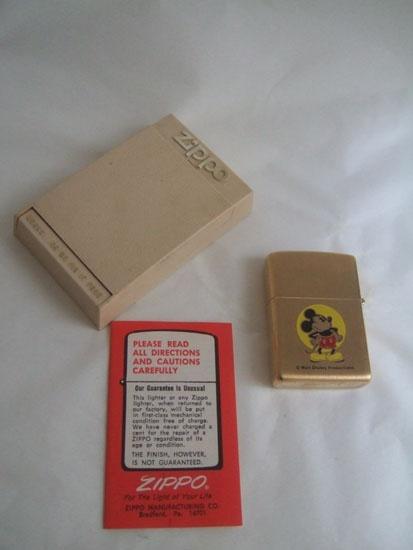 Zippo
PLEASE READ
ALL DIRECTIONS
AND CAUTIONS
CAREFULLY
Our Guarantee is Unusual
This lighter or any Zippo
lighter, when returned to
our factory, will be put
in first-class mechanical
condition free of charge.
We have never charged a
cent for the repair of a
ZIPPO regardless of its
age or condition.
THE FINISH, HOWEVER,
IS NOT GUARANTEED.
ZIPPO®
For The Light of Your Life
ZIPPO MANUFACTURING CO.
Bradford, Pa. 16701
© Walt Disney Productions